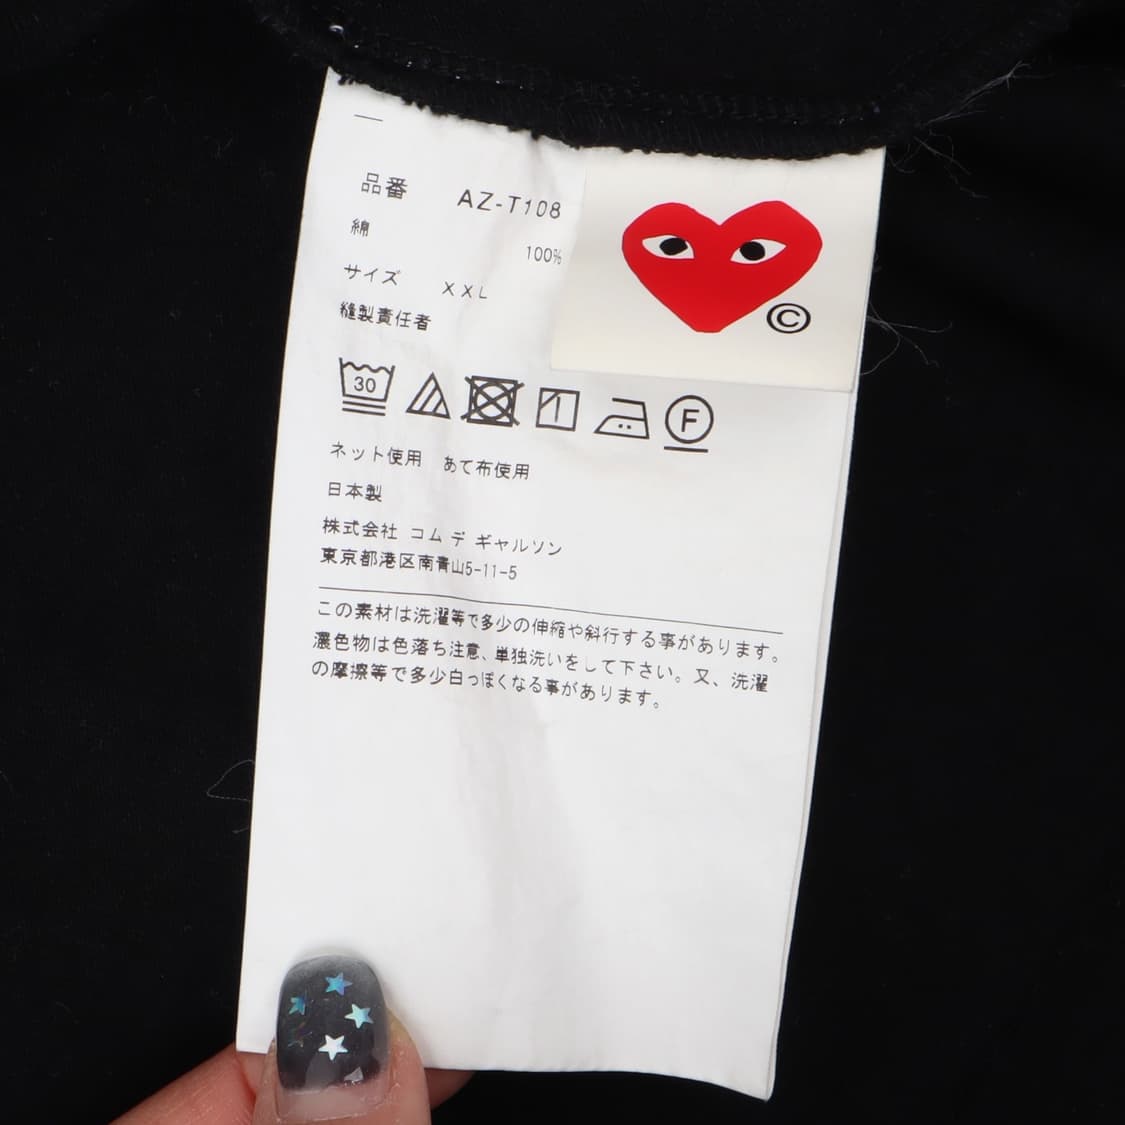 品番 AZ-T108
綿 100%
サイズ XXL
縫製責任者
30
F
ネット使用 あて布使用
日本製
株式会社 コム デ ギャルソン
東京都港区南青山5-11-5
この素材は洗濯等で多少の伸縮や斜行する事があります。
濃色物は色落ち注意、単独洗いをして下さい。又、洗濯
の摩擦等で多少白っぽくなる事があります。
©